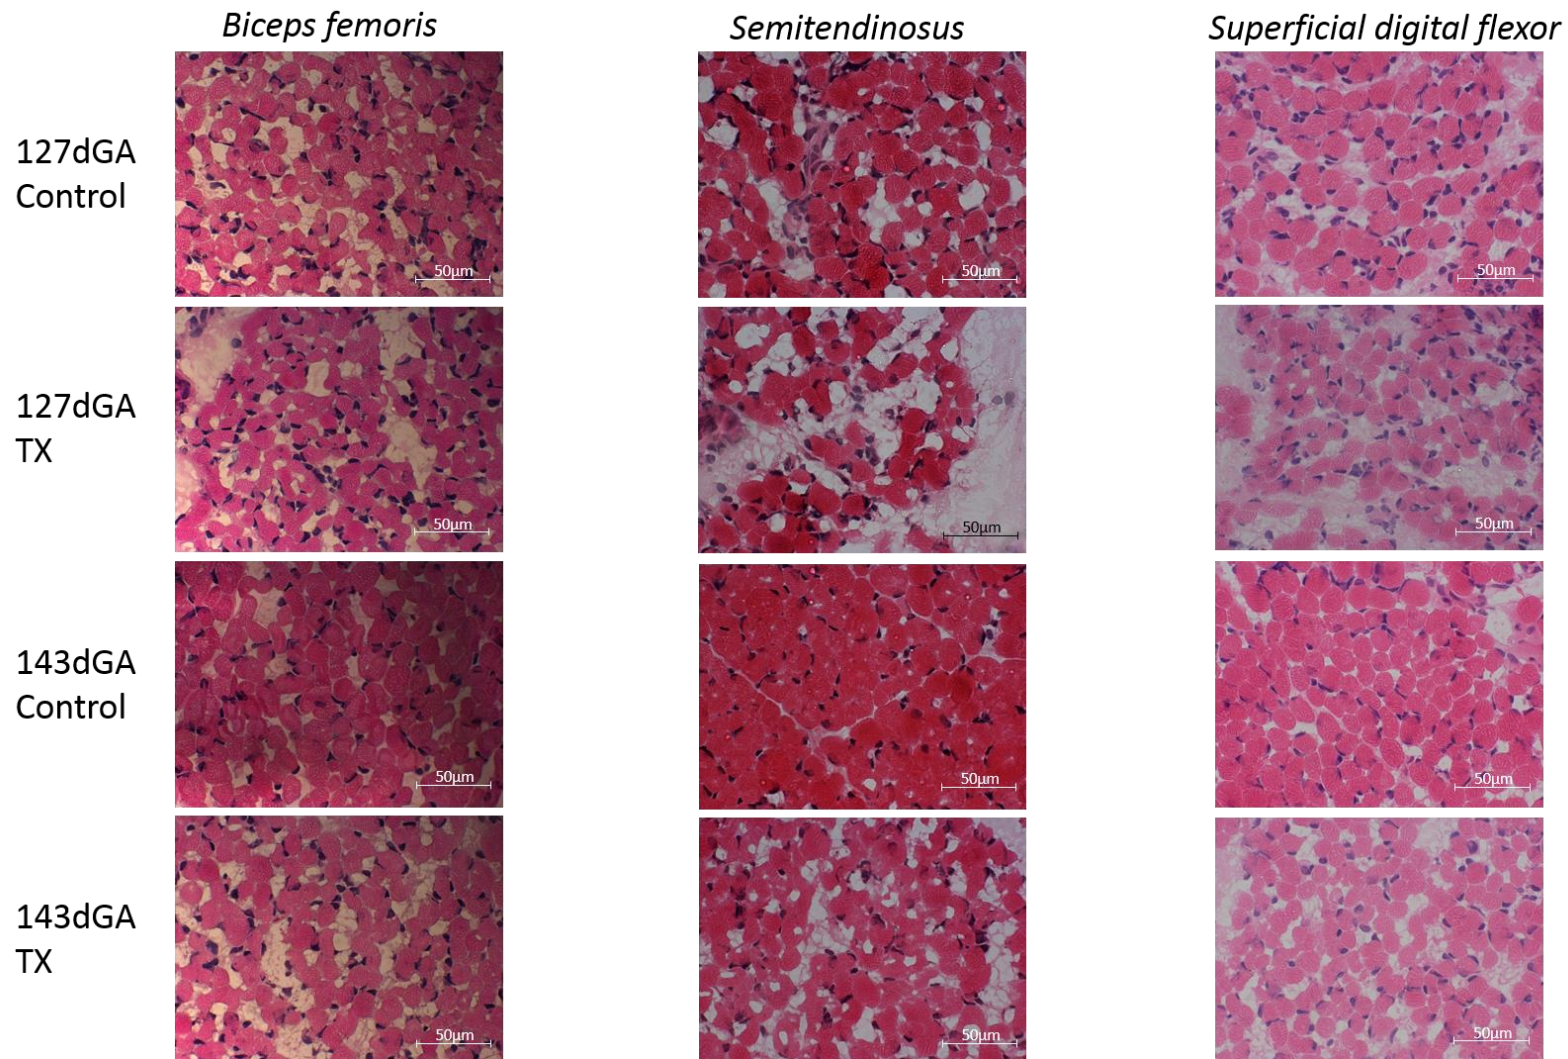 Biceps femoris
Semitendinosus
Superficial digital flexor
127dGA
Control
50µm
50µm
50µm
127dGA
TX
50µm
50µm
50µm
143dGA
Control
50µm
50µm
50µm
143dGA
TX
50µm
50µm
50µm